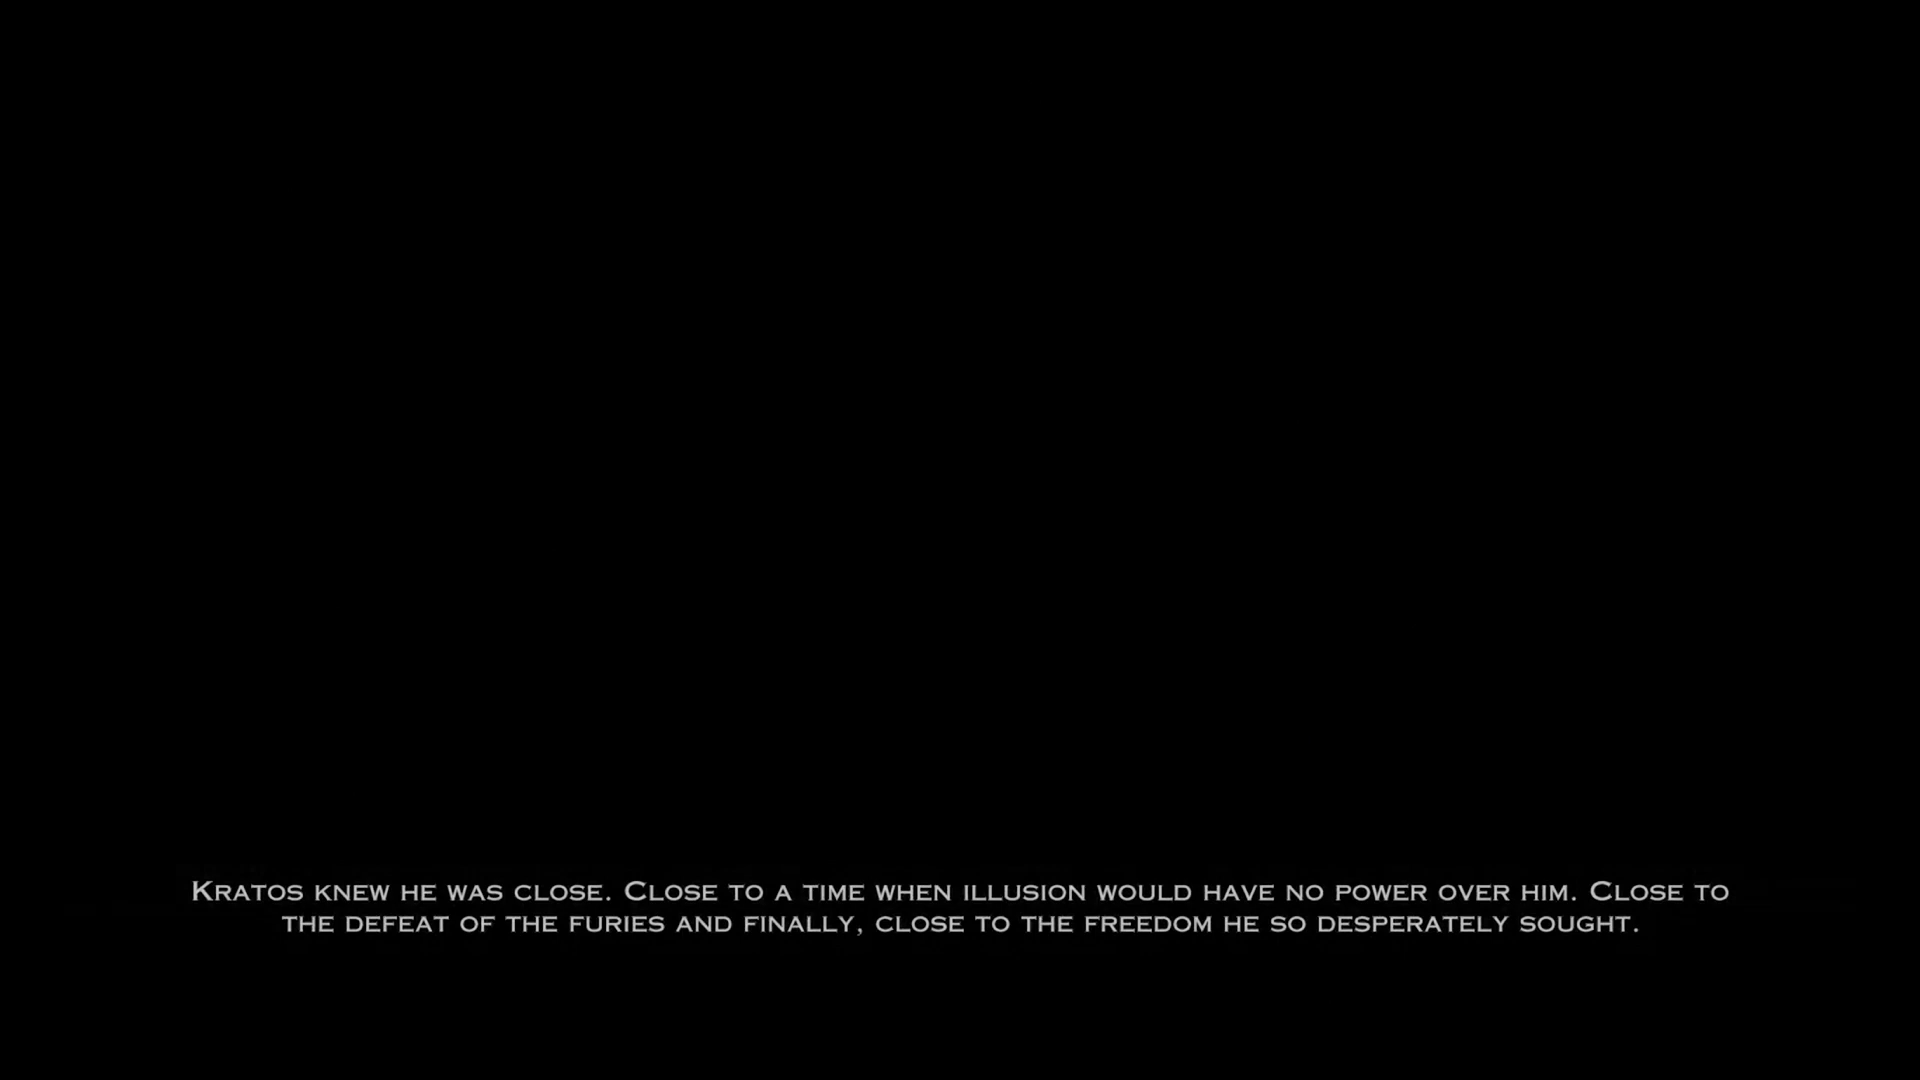 Kratos knew he was close. Close to a time when illusion would have no power over him. Close to
the defeat of the furies and finally, close to the freedom he so desperately sought.